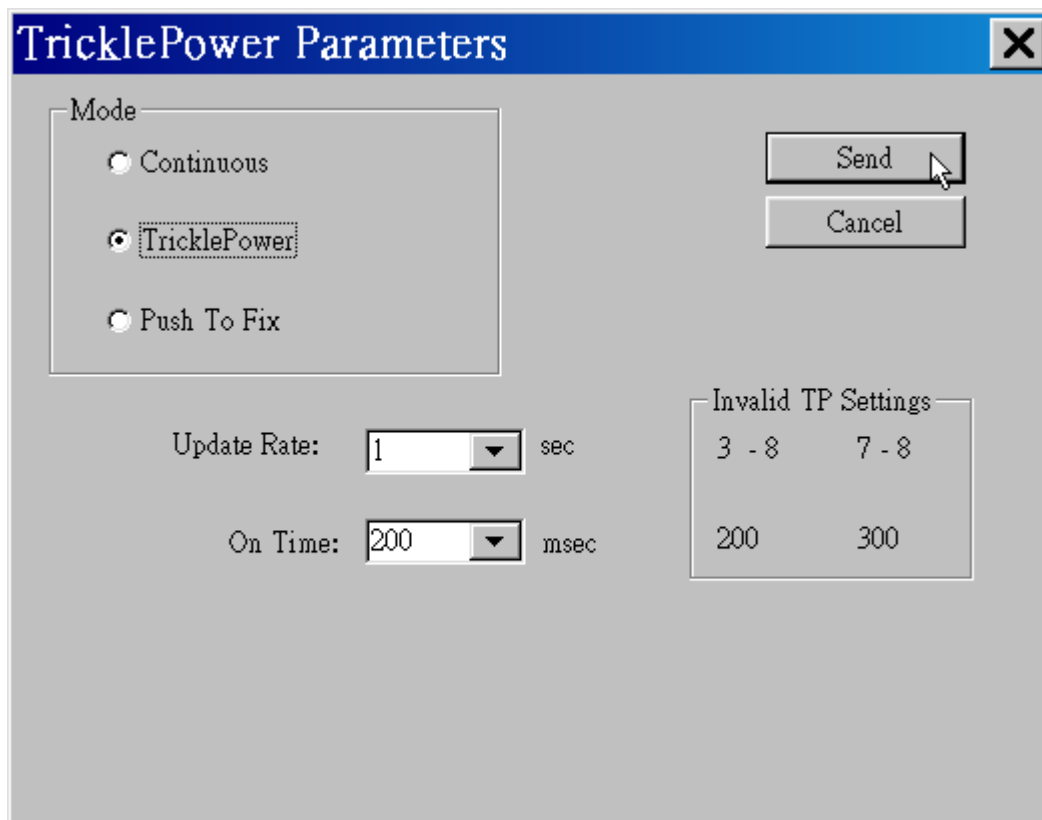 TricklePower Parameters
Mode
Continuous
TricklePower
Push To Fix
Send
Cancel
Update Rate: 1 sec
On Time: 200 msec
Invalid TP Settings
3 - 8 7 - 8
200 300